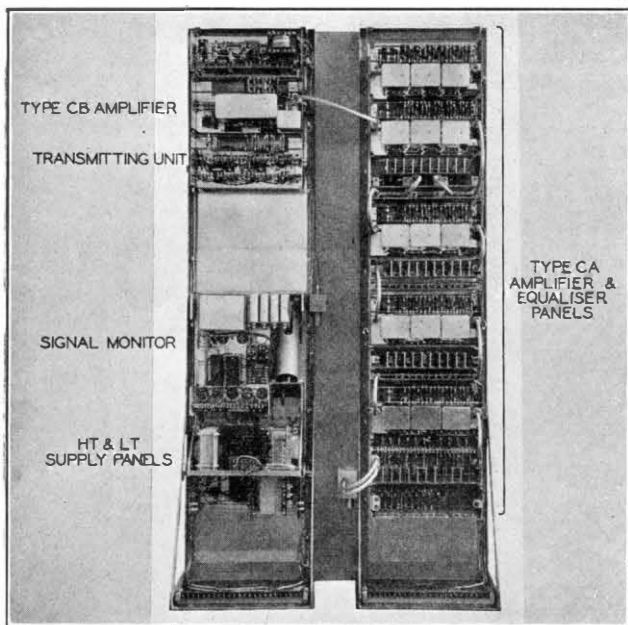 TYPE CB AMPLIFIER
TRANSMITTING UNIT
SIGNAL MONITOR
HT & LT
SUPPLY PANELS
TYPE CA
AMPLIFIER &
EQUALISER
PANELS